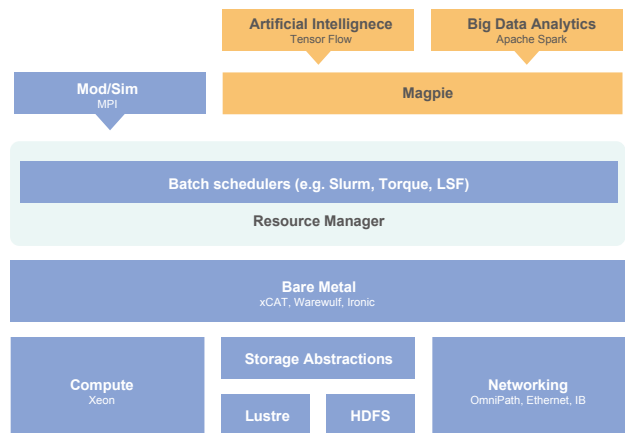 Artificial Intellignece
Tensor Flow
Big Data Analytics
Apache Spark
Mod/Sim
MPI
Magpie
Batch schedulers (e.g. Slurm, Torque, LSF)
Resource Manager
Bare Metal
xCAT, Warewulf, Ironic
Compute
Xeon
Storage Abstractions
Lustre
HDFS
Networking
OmniPath, Ethernet, IB